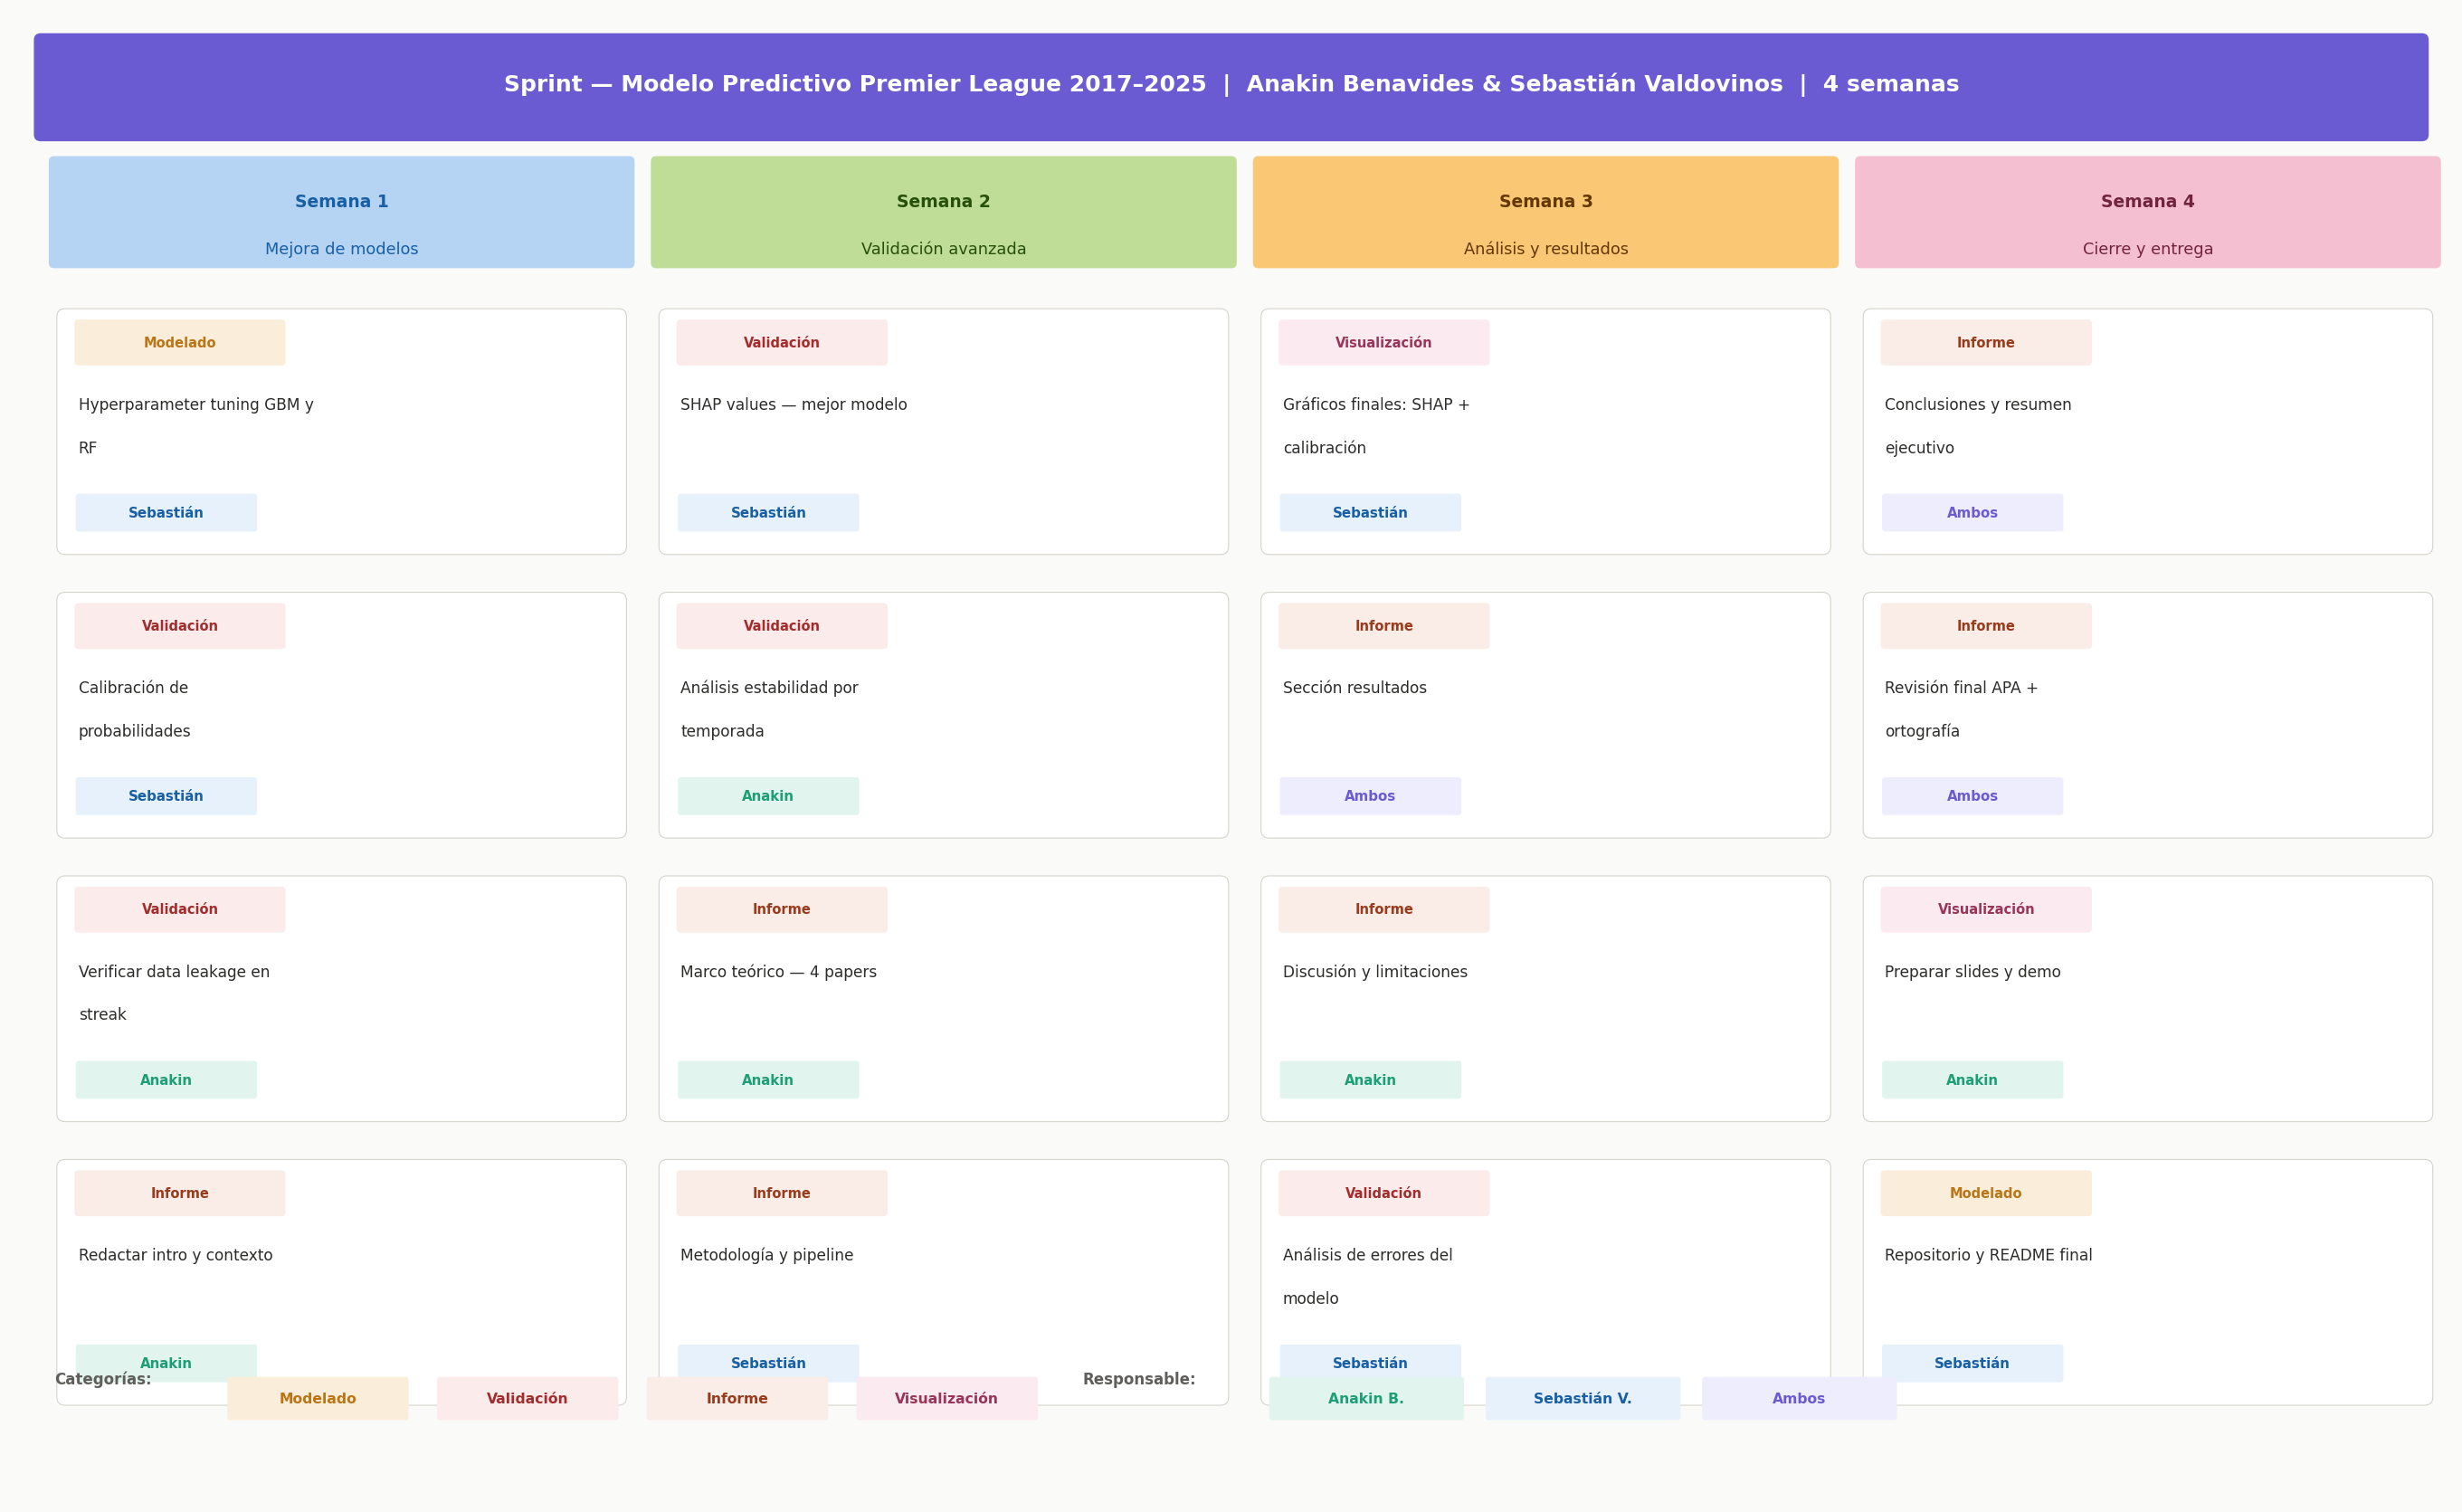 Sprint — Modelo Predictivo Premier League 2017–2025 | Anakin Benavides & Sebastián Valdovinos | 4 semanas
Semana 1
Mejora de modelos
Semana 2
Validación avanzada
Semana 3
Análisis y resultados
Semana 4
Cierre y entrega
Modelado
Hyperparameter tuning GBM y
RF
Sebastián
Validación
SHAP values — mejor modelo
Sebastián
Visualización
Gráficos finales: SHAP +
calibración
Sebastián
Informe
Conclusiones y resumen
ejecutivo
Ambos
Validación
Calibración de
probabilidades
Sebastián
Validación
Análisis estabilidad por
temporada
Anakin
Informe
Sección resultados
Ambos
Informe
Revisión final APA +
ortografía
Ambos
Validación
Verificar data leakage en
streak
Anakin
Informe
Marco teórico — 4 papers
Anakin
Informe
Discusión y limitaciones
Anakin
Visualización
Preparar slides y demo
Anakin
Informe
Redactar intro y contexto
Anakin
Informe
Metodología y pipeline
Sebastián
Validación
Análisis de errores del
modelo
Sebastián
Modelado
Repositorio y README final
Sebastián
Categorías:
Modelado
Validación
Informe
Visualización
Responsable:
Anakin B.
Sebastián V.
Ambos